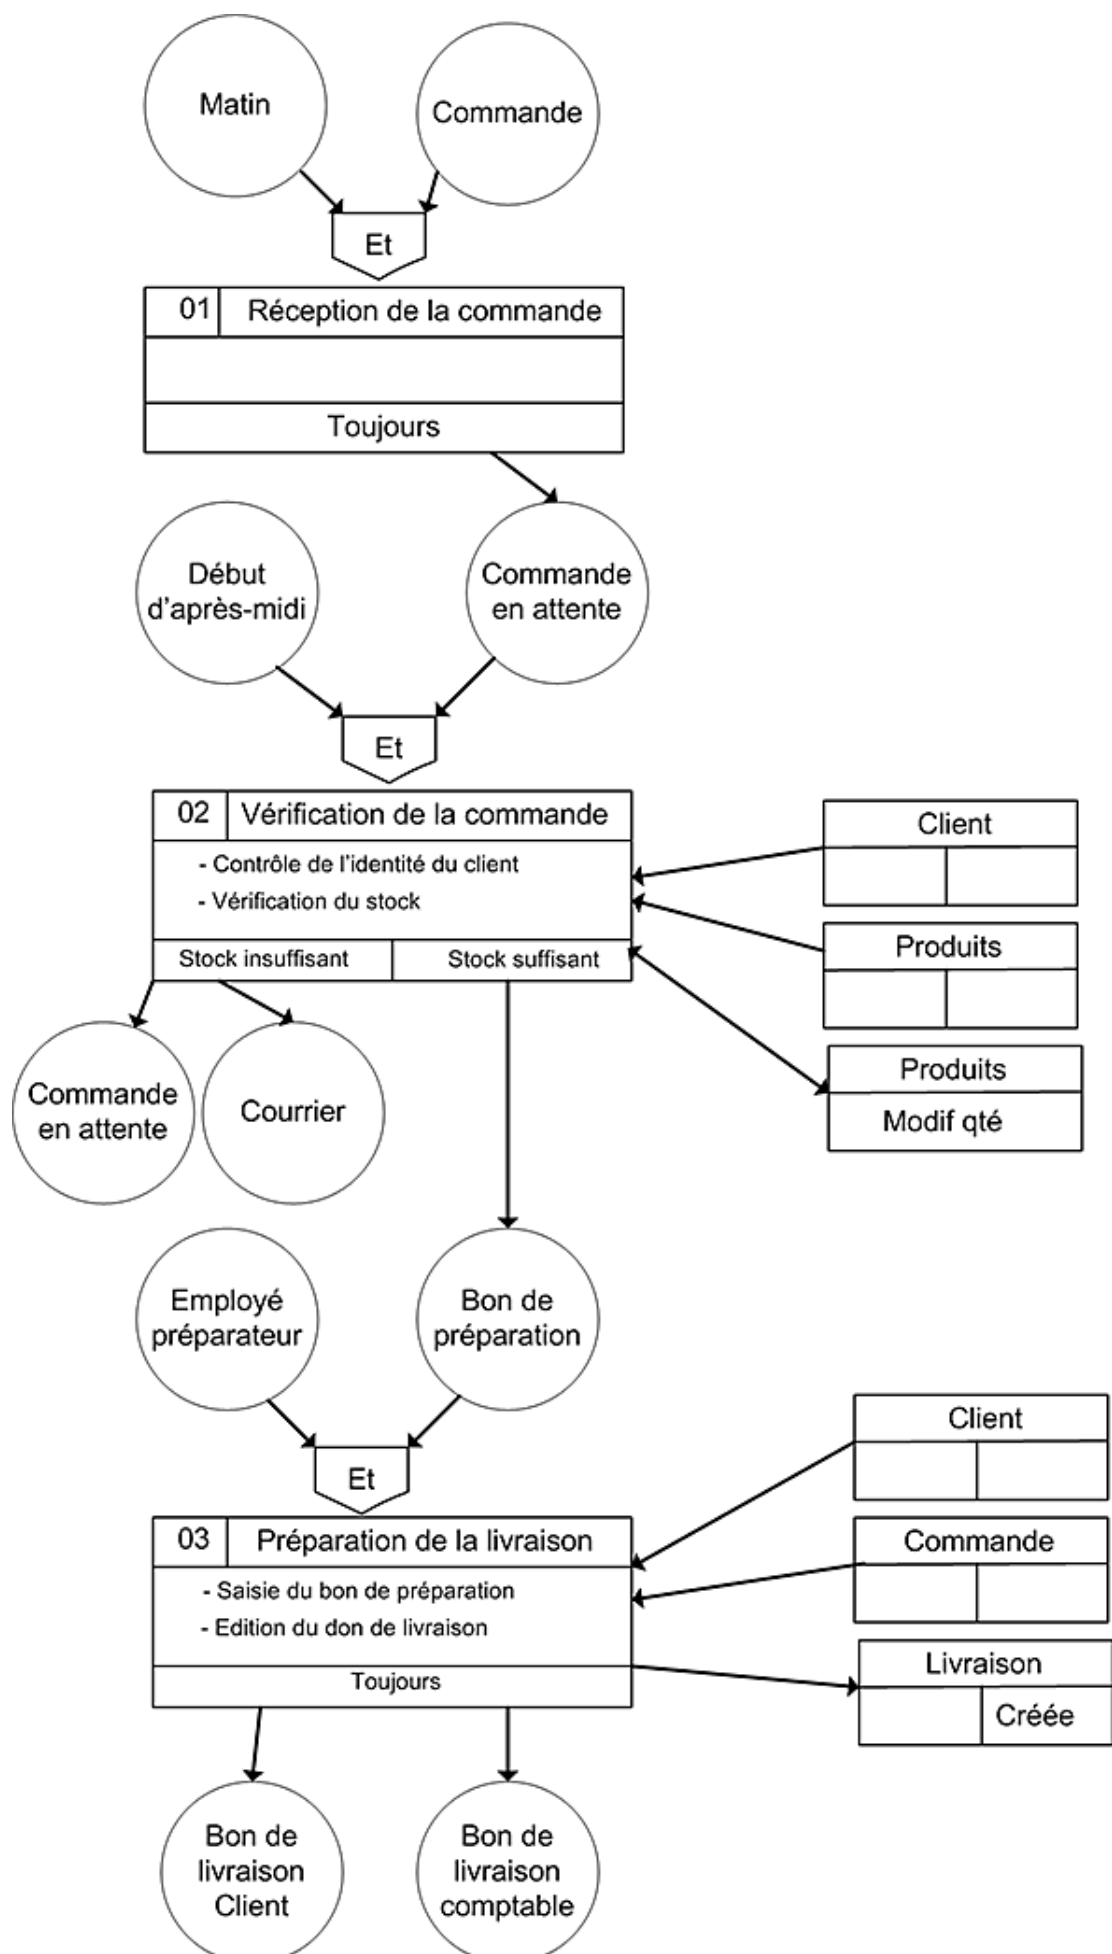 Matin
Commande
Et
01 Réception de la commande
Toujours
Début
d'après-midi
Commande
en attente
Et
02 Vérification de la commande
- Contrôle de l'identité du client
- Vérification du stock
Stock insuffisant
Stock suffisant
Client
Produits
Produits
Modif qté
Commande
en attente
Courrier
Employé
préparateur
Bon de
préparation
Et
03 Préparation de la livraison
- Saisie du bon de préparation
- Edition du don de livraison
Toujours
Client
Commande
Livraison
Créée
Bon de
livraison
Client
Bon de
livraison
comptable